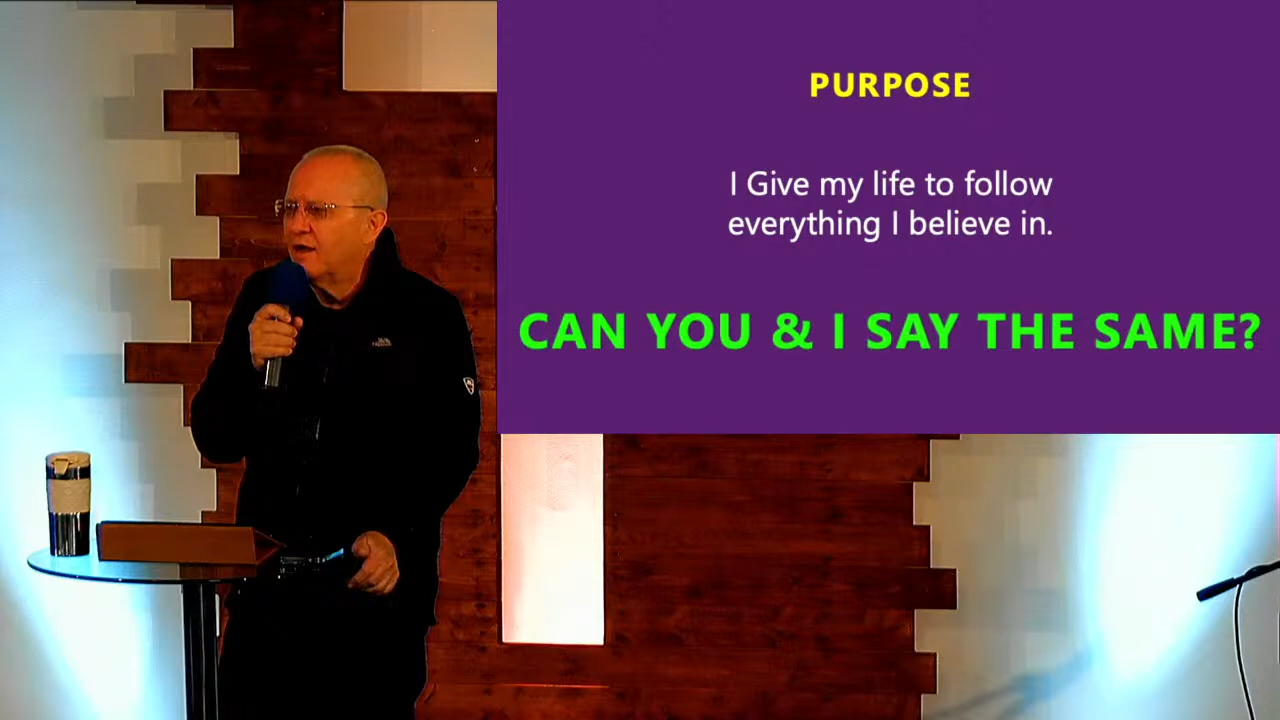 PURPOSE
I Give my life to follow
everything I believe in.
CAN YOU & I SAY THE SAME?